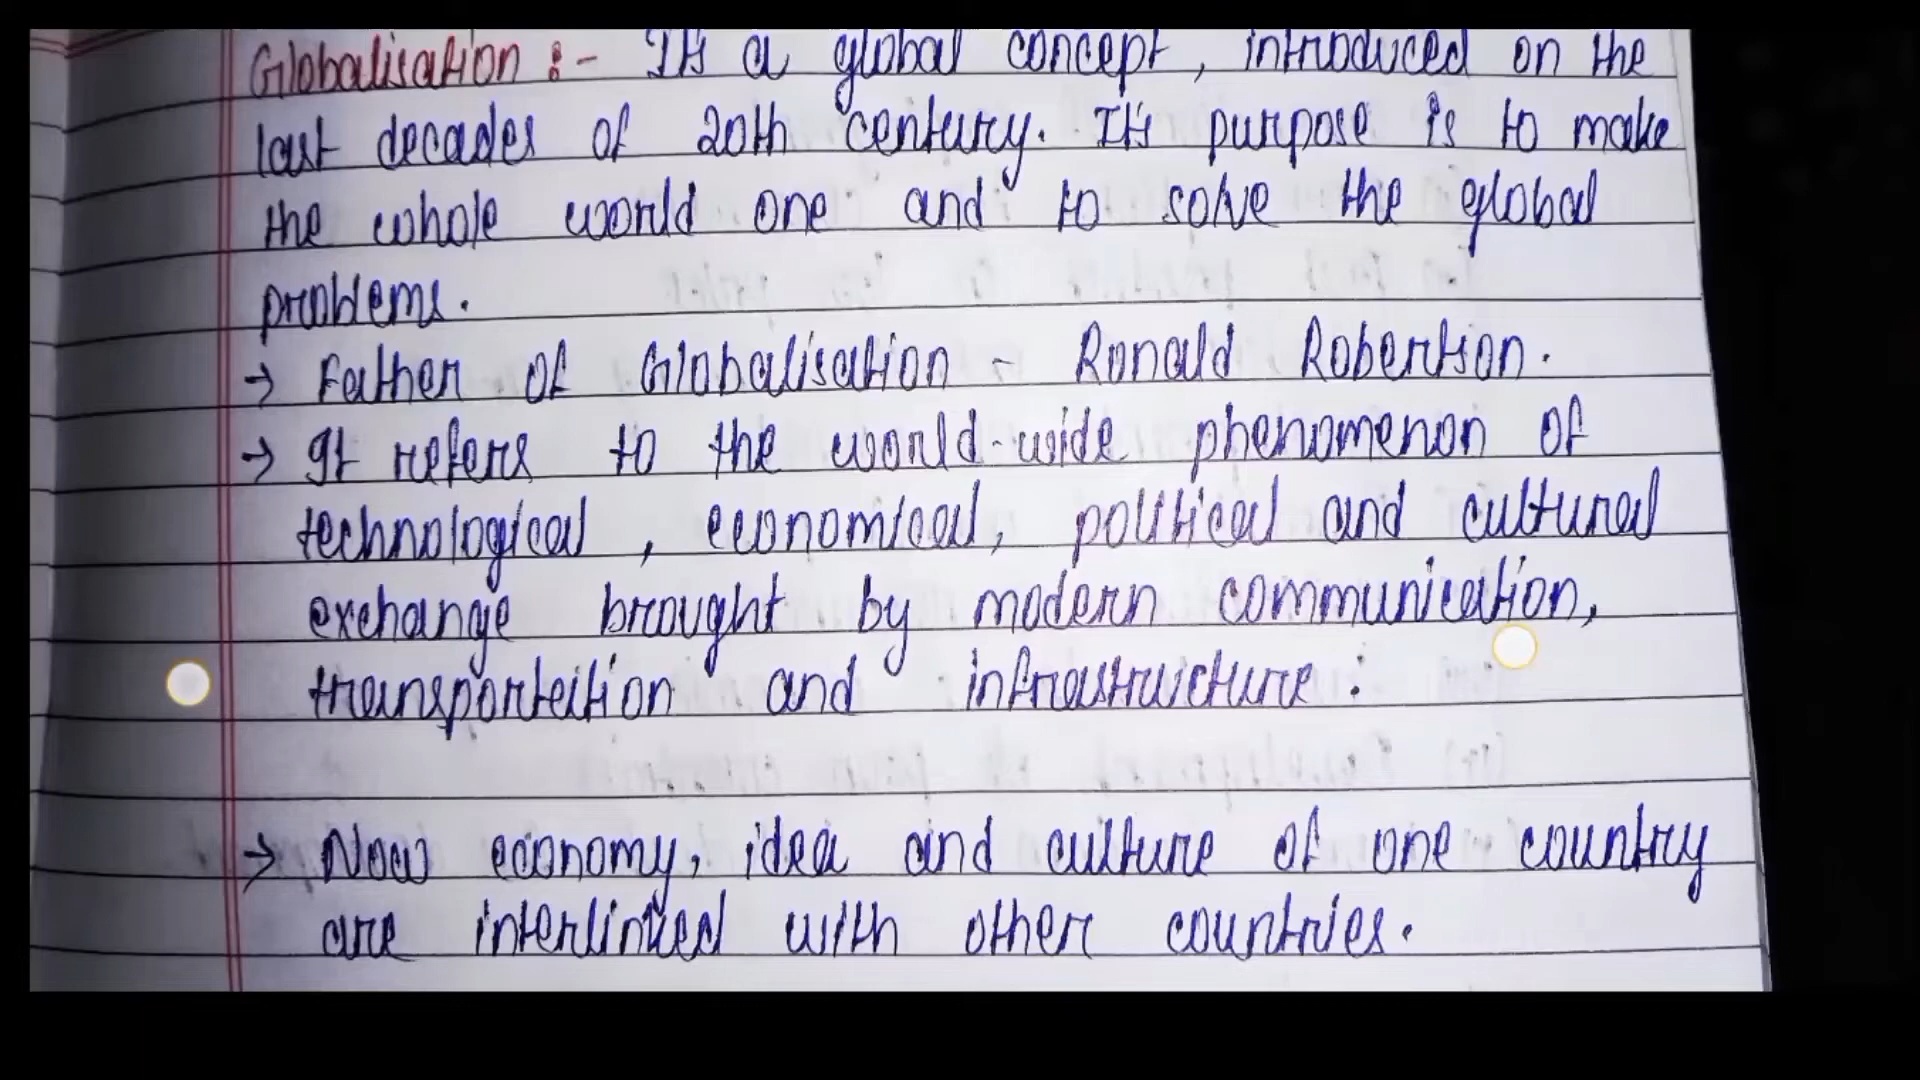 Globalisation :- It's a global concept, introduced on the
last decades of 20th century. It's purpose is to make
the whole world one and to solve the global
problems.
→ Father of Globalisation - Ronald Robertson.
→ It refers to the world-wide phenomenon of
technological, economical, political and cultural
exchange brought by modern communication,
transportation and infrastructure.
→ Now economy, idea and culture of one country
are interlinked with other countries.